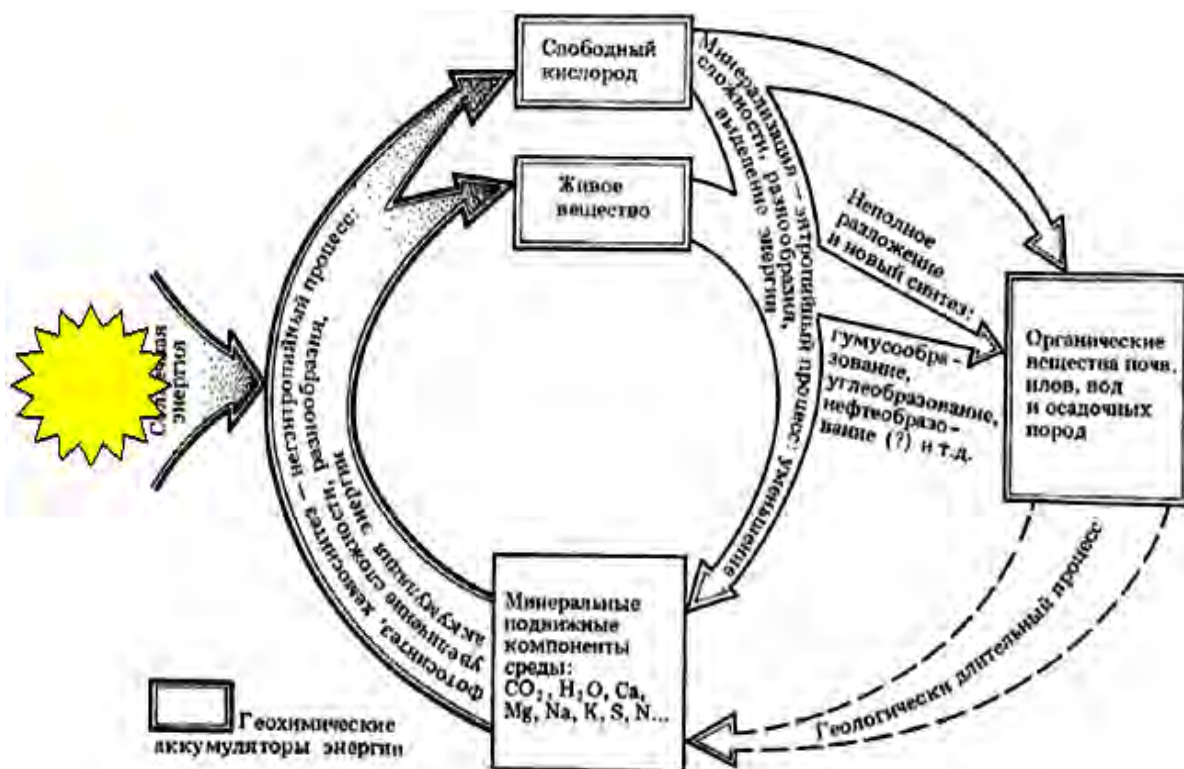 Свободный
кислород
Живое
вещество
Минерализация — энтропийный процесс: уменьшение
сложности, разнообразия,
выделение энергии
Неполное
разложение
и новый синтез:
гумусообра-
зование,
углеобразование,
нефтеобразо-
вание (?) и т.д.
Органические
вещества почв,
илов, вод
и осадочных
пород
энергия
Фотосинтез, хемосинтез — негэнтропийный процесс:
увеличение сложности, разнообразия,
аккумуляция энергии
Минеральные
подвижные
компоненты
среды:
CO₂, H₂O, Ca,
Mg, Na, K, S, N...
Геологически длительный процесс
Геохимические
аккумуляторы энергии